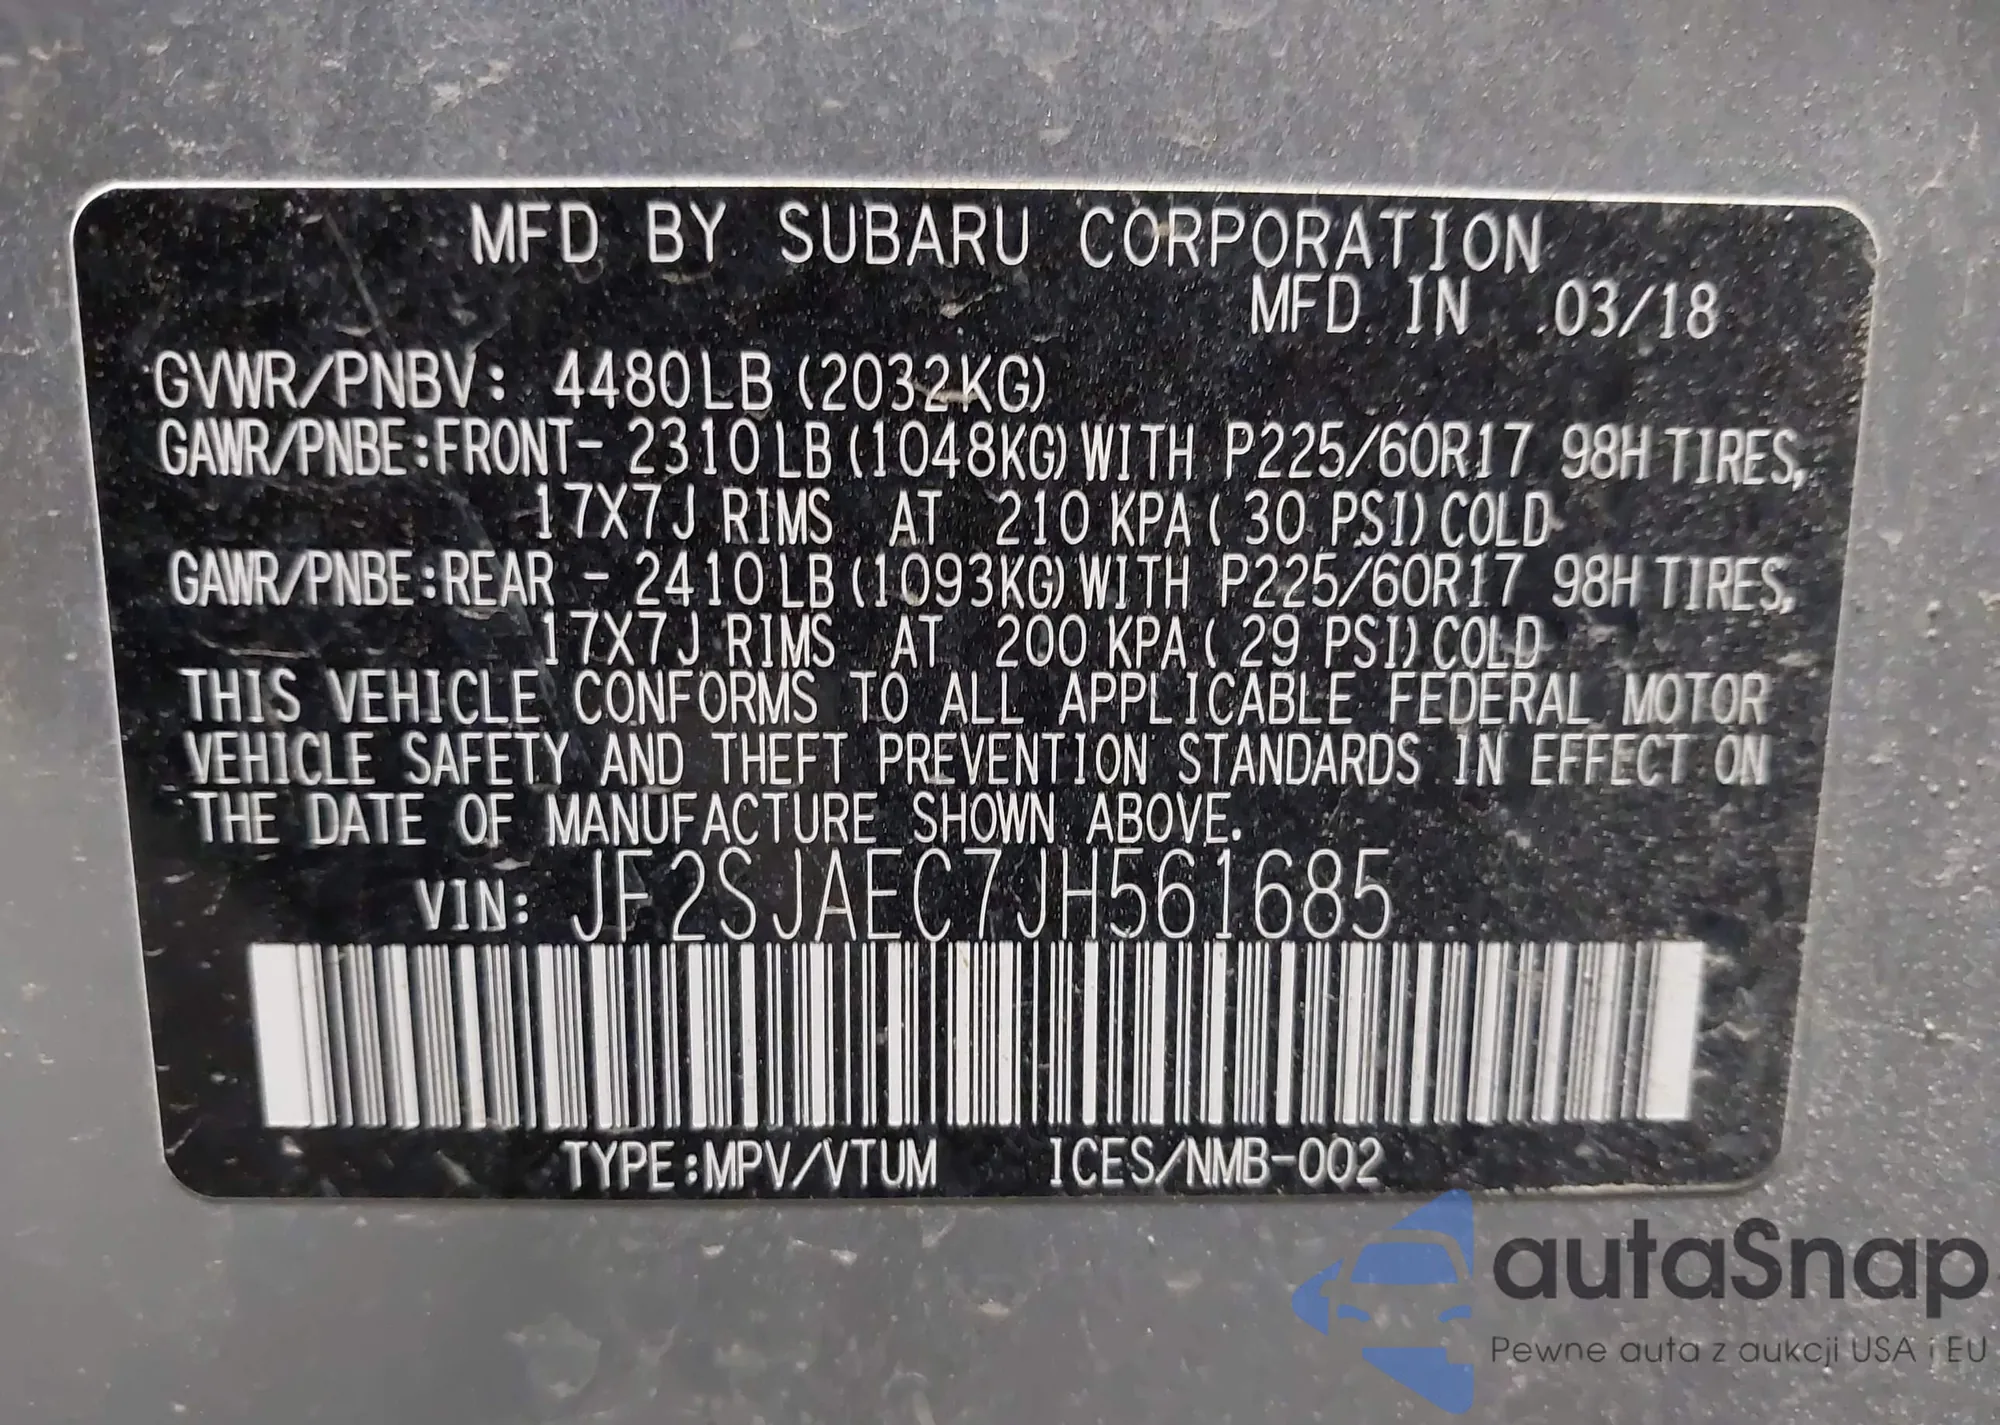 MFD BY SUBARU CORPORATION
MFD IN 03/18
GVWR/PNBV: 4480LB (2032KG)
GAWR/PNBE:FRONT- 2310LB (1048KG) WITH P225/60R17 98H TIRES,
17X7J RIMS AT 210 KPA ( 30 PSI) COLD
GAWR/PNBE:REAR - 2410LB (1093KG) WITH P225/60R17 98H TIRES,
17X7J RIMS AT 200 KPA ( 29 PSI) COLD
THIS VEHICLE CONFORMS TO ALL APPLICABLE FEDERAL MOTOR
VEHICLE SAFETY AND THEFT PREVENTION STANDARDS IN EFFECT ON
THE DATE OF MANUFACTURE SHOWN ABOVE.
VIN: JF2SJAEC7JH561685
TYPE:MPV/VTUM ICES/NMB-002
autaSnap
Pewne auta z aukcji USA i EU